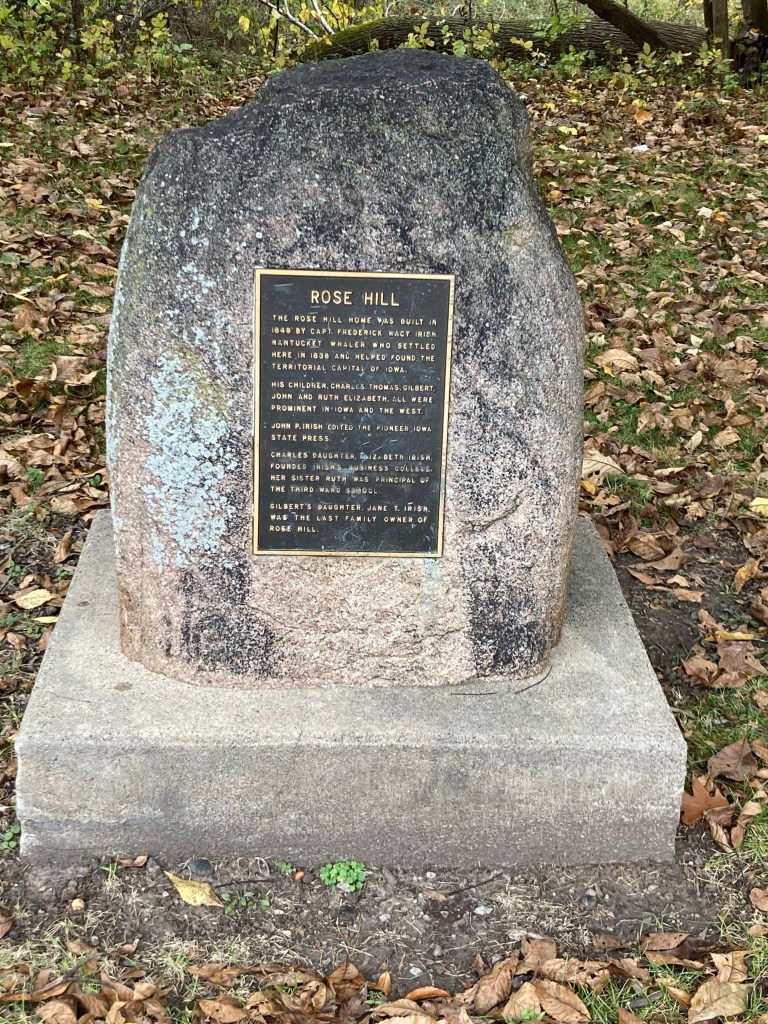 ROSE HILL
THE ROSE HILL HOME WAS BUILT IN
1849 BY CAPT. FREDERICK MACY IRISH,
NANTUCKET WHALER, WHO SETTLED
HERE IN 1838 AND HELPED FOUND THE
TERRITORIAL CAPITAL OF IOWA.
HIS CHILDREN, CHARLES, THOMAS, GILBERT,
JOHN AND RUTH ELIZABETH, ALL WERE
PROMINENT IN IOWA AND THE WEST.
JOHN P. IRISH EDITED THE PIONEER IOWA
STATE PRESS.
CHARLES' DAUGHTER, ELIZABETH IRISH,
FOUNDED IRISH'S BUSINESS COLLEGE.
HER SISTER RUTH WAS PRINCIPAL OF
THE THIRD WARD SCHOOL.
GILBERT'S DAUGHTER, JANE T. IRISH,
WAS THE LAST FAMILY OWNER OF
ROSE HILL.